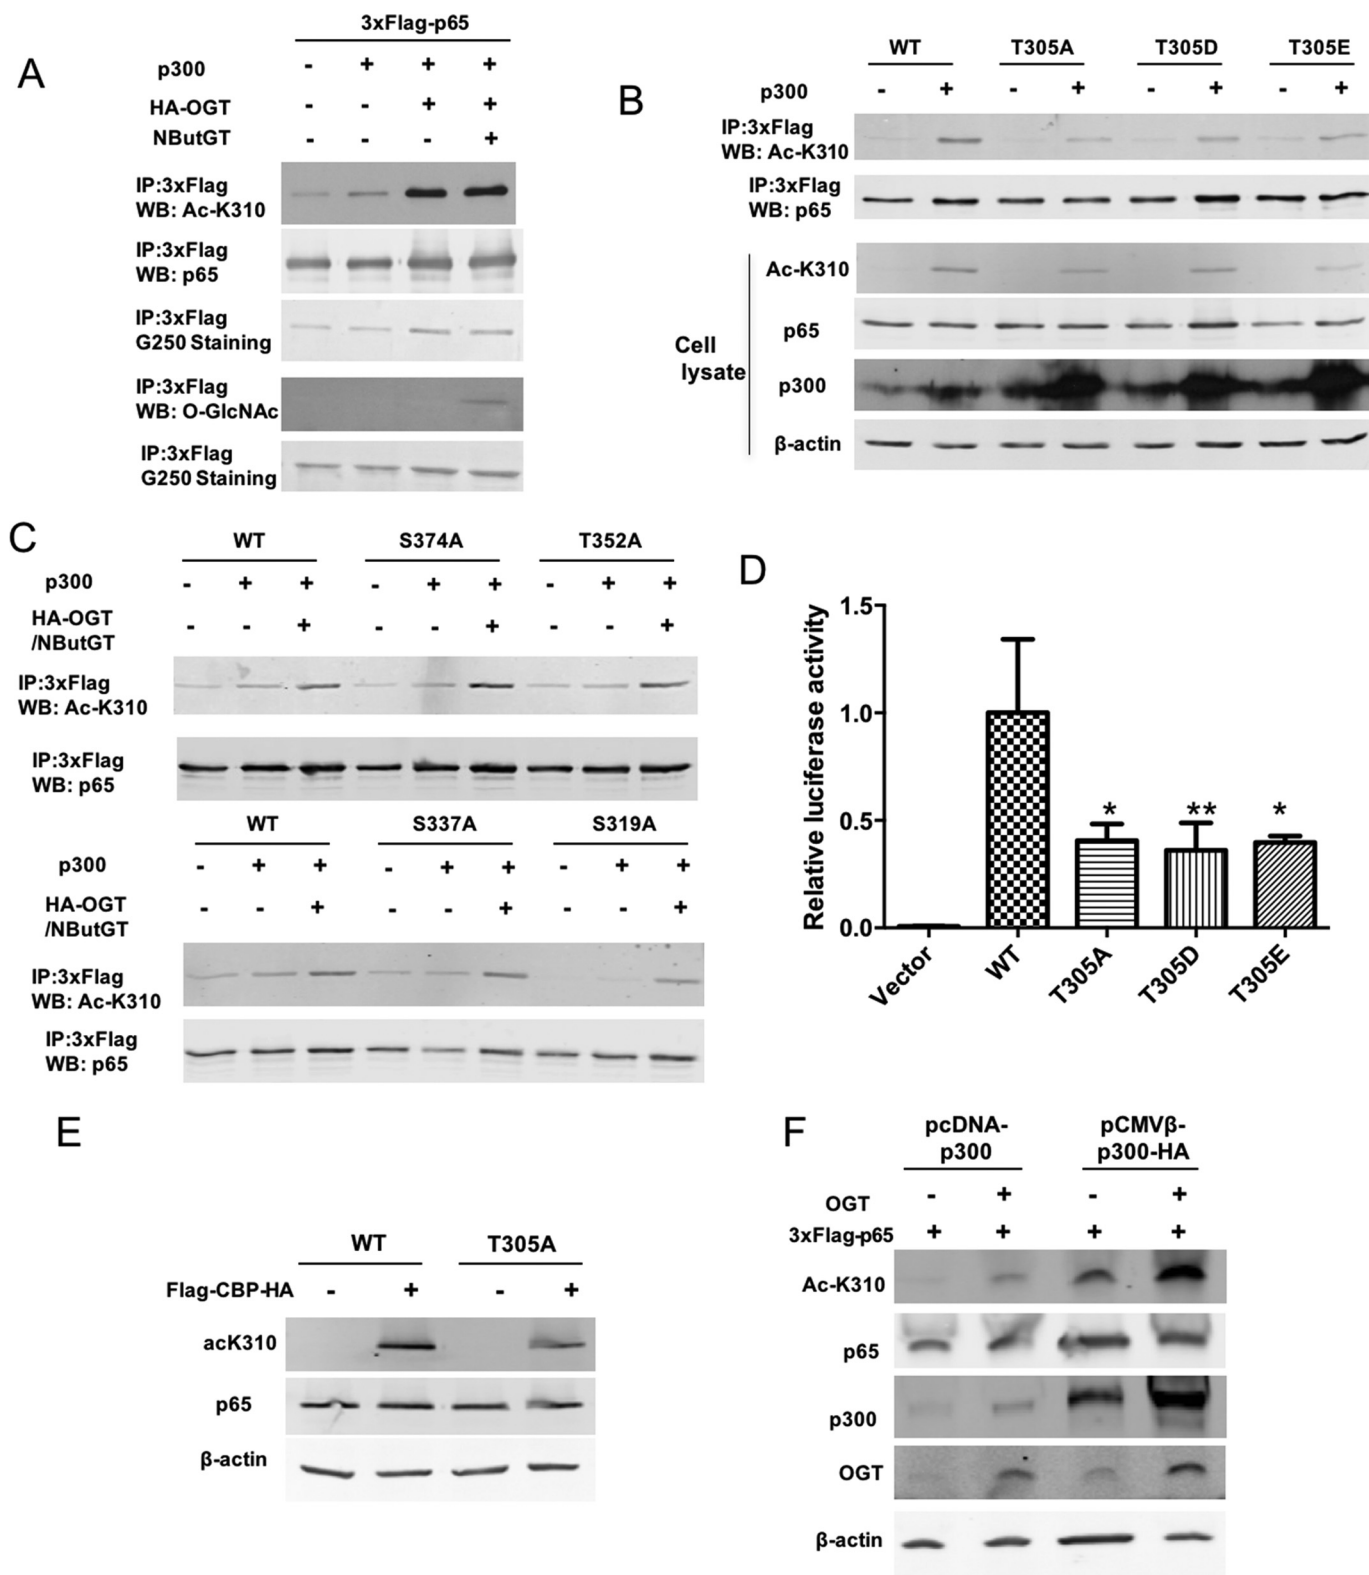 A
3xFlag-p65
p300 - + + +
HA-OGT - - + +
NButGT - - - +
IP:3xFlag
WB: Ac-K310
IP:3xFlag
WB: p65
IP:3xFlag
G250 Staining
IP:3xFlag
WB: O-GlcNAc
IP:3xFlag
G250 Staining
B
WT T305A T305D T305E
p300 - + - + - + - +
IP:3xFlag
WB: Ac-K310
IP:3xFlag
WB: p65
Cell
lysate
Ac-K310
p65
p300
β-actin
C
WT S374A T352A
p300 - + + - + + - + +
HA-OGT
/NButGT - - + - - + - - +
IP:3xFlag
WB: Ac-K310
IP:3xFlag
WB: p65
WT S337A S319A
p300 - + + - + + - + +
HA-OGT
/NButGT - - + - - + - - +
IP:3xFlag
WB: Ac-K310
IP:3xFlag
WB: p65
D
Relative luciferase activity
1.5
1.0
0.5
0.0
* ** *
Vector WT T305A T305D T305E
E
WT T305A
Flag-CBP-HA - + - +
acK310
p65
β-actin
F
pcDNA-
p300
pCMVβ-
p300-HA
OGT - + - +
3xFlag-p65 + + + +
Ac-K310
p65
p300
OGT
β-actin